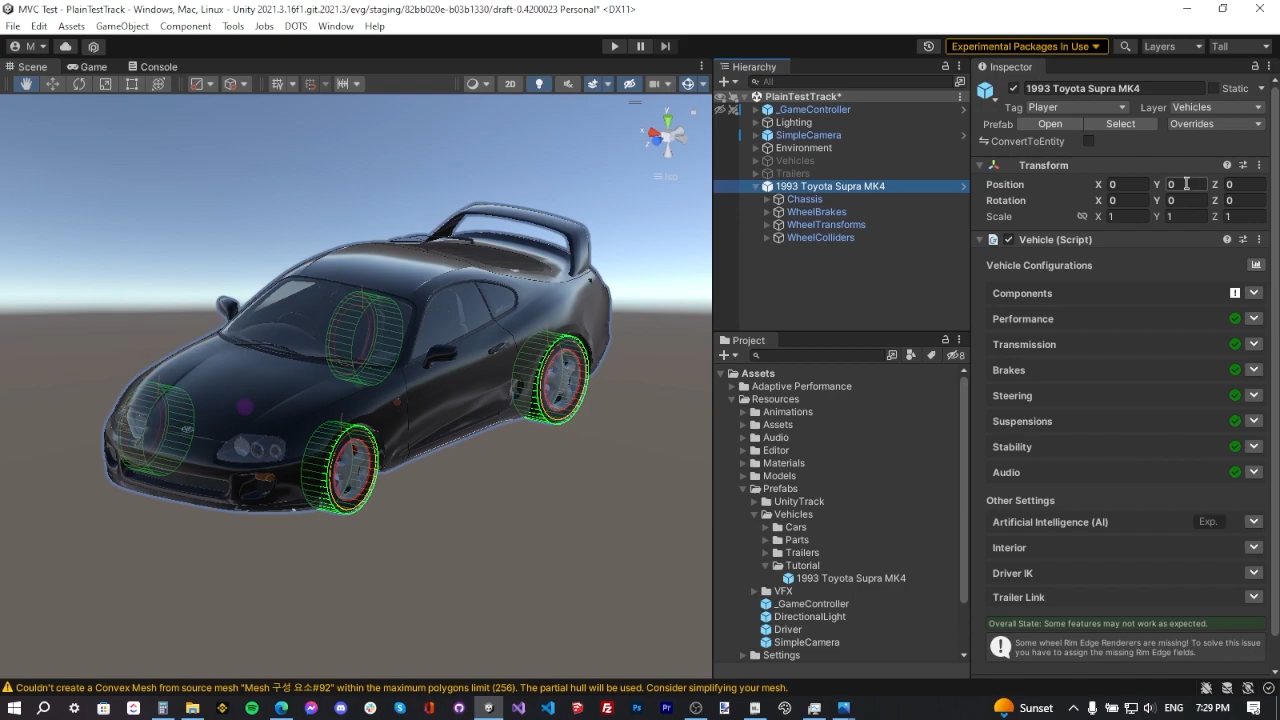 MVC Test - PlainTestTrack - Windows, Mac, Linux - Unity 2021.3.16f1.git.2021.3/evg/staging/82bb020e-b03b1330/draft-0.4200023 Personal* <DX11>
File Edit Assets GameObject Component Tools Jobs DOTS Window Help
M Experimental Packages In Use Layers Tall
Scene Game Console
2D
y
Iso
Hierarchy
All
PlainTestTrack*
_GameController
Lighting
SimpleCamera
Environment
Vehicles
Trailers
1993 Toyota Supra MK4
Chassis
WheelBrakes
WheelTransforms
WheelColliders
Project
8
Assets
Adaptive Performance
Resources
Animations
Assets
Audio
Editor
Materials
Models
Prefabs
UnityTrack
Vehicles
Cars
Parts
Trailers
Tutorial
1993 Toyota Supra MK4
VFX
_GameController
DirectionalLight
Driver
SimpleCamera
Settings
Inspector
1993 Toyota Supra MK4 Static
Tag Player Layer Vehicles
Prefab Open Select Overrides
ConvertToEntity
Transform
Position X 0 Y 0 Z 0
Rotation X 0 Y 0 Z 0
Scale X 1 Y 1 Z 1
Vehicle (Script)
Vehicle Configurations
Components
Performance
Transmission
Brakes
Steering
Suspensions
Stability
Audio
Other Settings
Artificial Intelligence (AI) Exp.
Interior
Driver IK
Trailer Link
Overall State: Some features may not work as expected.
Some wheel Rim Edge Renderers are missing! To solve this issue
you have to assign the missing Rim Edge fields.
Couldn't create a Convex Mesh from source mesh "Mesh 구성 요소#92" within the maximum polygons limit (256). The partial hull will be used. Consider simplifying your mesh.
Sunset 7:29 PM